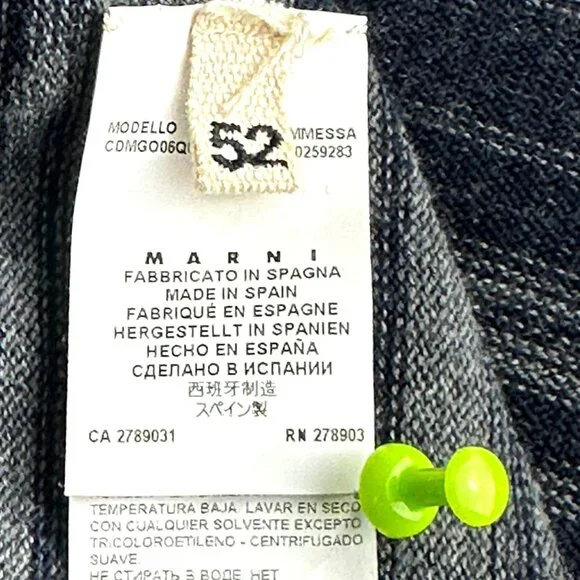 52
MODELLO
CDMGO06Q
MMESSA
0259283
MARNI
FABBRICATO IN SPAGNA
MADE IN SPAIN
FABRIQUÉ EN ESPAGNE
HERGESTELLT IN SPANIEN
HECHO EN ESPAÑA
СДЕЛАНО В ИСПАНИИ
西班牙制造
スペイン製
CA 2789031
RN 278903
TEMPERATURA BAJA. LAVAR EN SECO
CON CUALQUIER SOLVENTE EXCEPTO
TRICOLOROETILENO - CENTRIFUGADO
SUAVE.
НЕ СТИРАТЬ В ВОДЕ. НЕТ